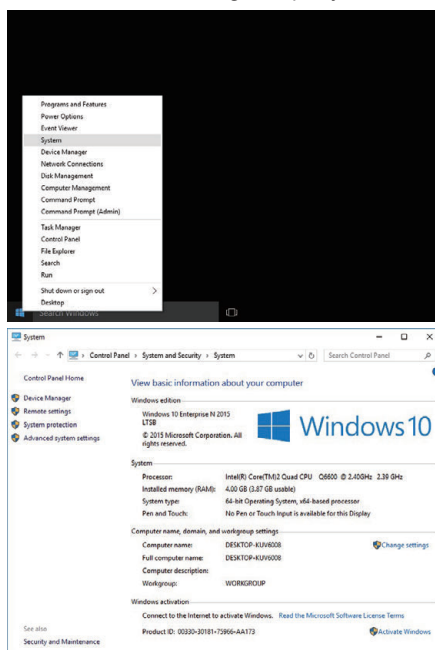 Programs and Features
Power Options
Event Viewer
System
Device Manager
Network Connections
Disk Management
Computer Management
Command Prompt
Command Prompt (Admin)
Task Manager
Control Panel
File Explorer
Search
Run
Shut down or sign out
Desktop
Search Windows
System
Control Panel › System and Security › System
Search Control Panel
Control Panel Home
Device Manager
Remote settings
System protection
Advanced system settings
View basic information about your computer
Windows edition
Windows 10 Enterprise N 2015
LTSB
© 2015 Microsoft Corporation. All
rights reserved.
Windows 10
System
Processor: Intel(R) Core(TM)2 Quad CPU Q6600 @ 2.40GHz 2.39 GHz
Installed memory (RAM): 4.00 GB (3.87 GB usable)
System type: 64-bit Operating System, x64-based processor
Pen and Touch: No Pen or Touch Input is available for this Display
Computer name, domain, and workgroup settings
Computer name: DESKTOP-KUV6008 Change settings
Full computer name: DESKTOP-KUV6008
Computer description:
Workgroup: WORKGROUP
Windows activation
Connect to the Internet to activate Windows. Read the Microsoft Software License Terms
Product ID: 00330-30181-75966-AA173 Activate Windows
See also
Security and Maintenance